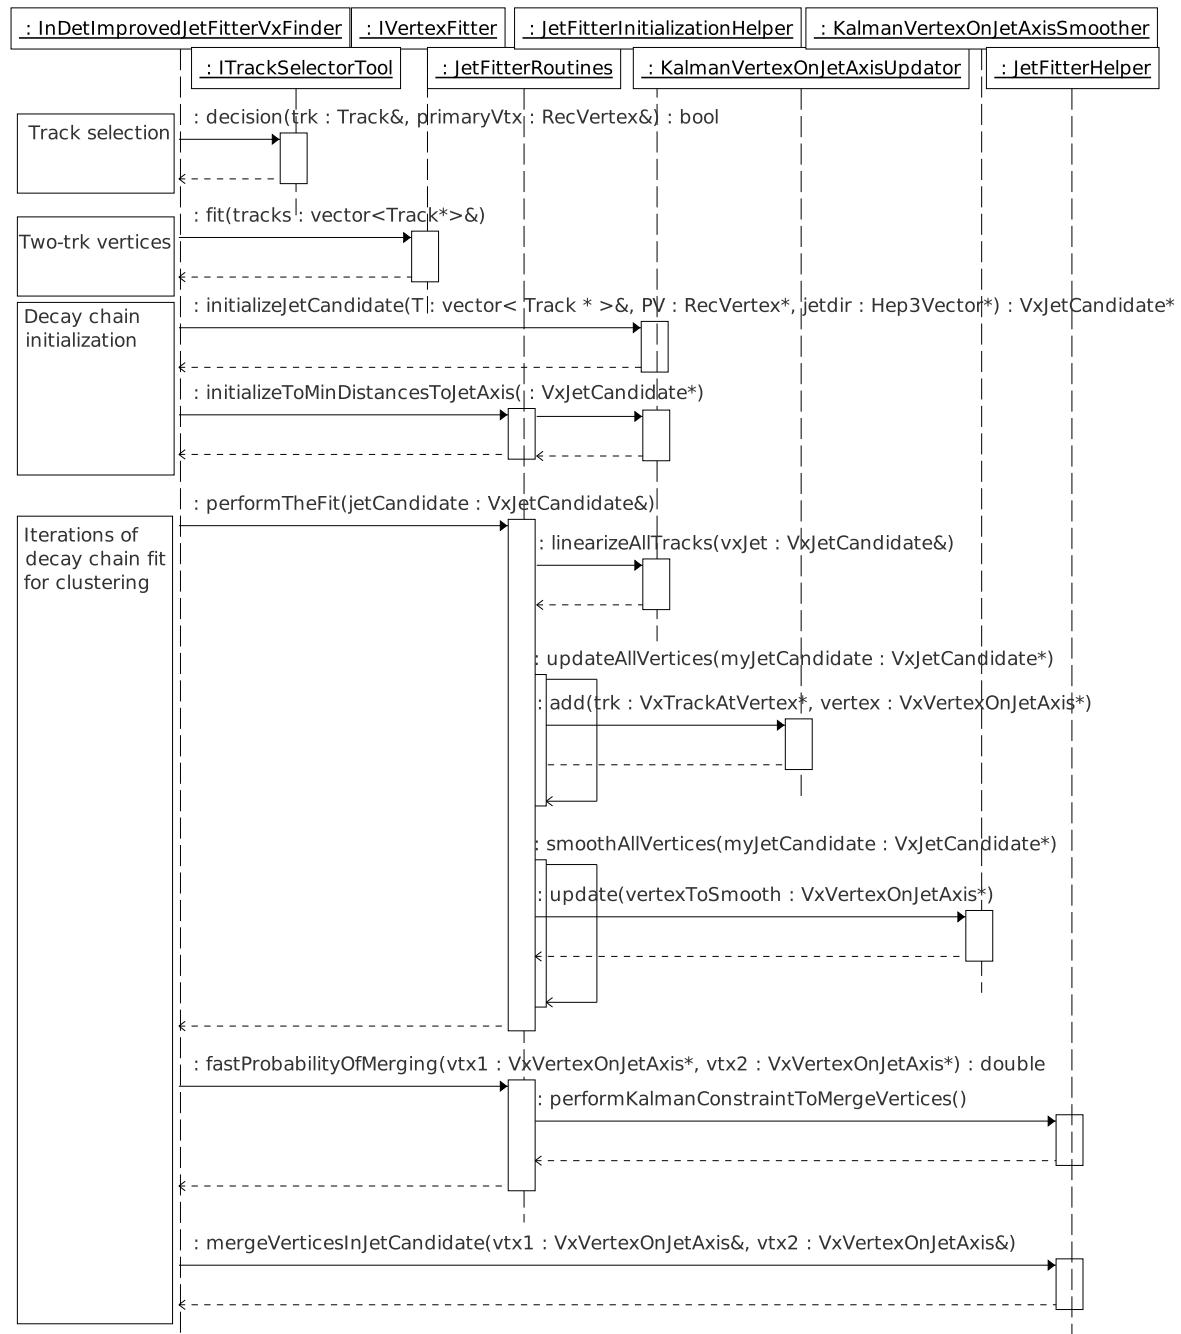 : InDetImprovedJetFitterVxFinder
: IVertexFitter
: JetFitterInitializationHelper
: KalmanVertexOnJetAxisSmoother
: ITrackSelectorTool
: JetFitterRoutines
: KalmanVertexOnJetAxisUpdator
: JetFitterHelper
: decision(trk : Track&, primaryVtx : RecVertex&) : bool
Track selection
: fit(tracks : vector<Track*>&)
Two-trk vertices
: initializeJetCandidate(T : vector< Track * >&, PV : RecVertex*, jetdir : Hep3Vector*) : VxJetCandidate*
Decay chain
initialization
: initializeToMinDistancesToJetAxis( : VxJetCandidate*)
: performTheFit(jetCandidate : VxJetCandidate&)
Iterations of
decay chain fit
for clustering
: linearizeAllTracks(vxJet : VxJetCandidate&)
: updateAllVertices(myJetCandidate : VxJetCandidate*)
: add(trk : VxTrackAtVertex*, vertex : VxVertexOnJetAxis*)
: smoothAllVertices(myJetCandidate : VxJetCandidate*)
: update(vertexToSmooth : VxVertexOnJetAxis*)
: fastProbabilityOfMerging(vtx1 : VxVertexOnJetAxis*, vtx2 : VxVertexOnJetAxis*) : double
: performKalmanConstraintToMergeVertices()
: mergeVerticesInJetCandidate(vtx1 : VxVertexOnJetAxis&, vtx2 : VxVertexOnJetAxis&)